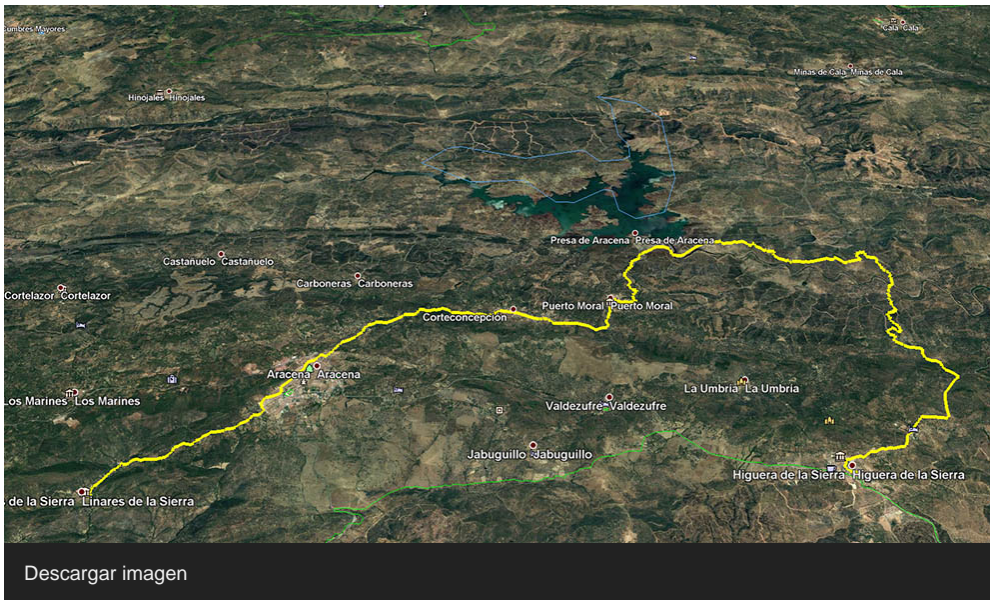 Cumbres Mayores
Cala Cala
Minas de Cala Minas de Cala
Hinojales Hinojales
Presa de Aracena Presa de Aracena
Castañuelo Castañuelo
Carboneras Carboneras
Cortelazor Cortelazor
Puerto Moral Puerto Moral
Corteconcepción
Aracena Aracena
La Umbría La Umbría
Los Marines Los Marines
Valdezufre Valdezufre
Jabuguillo Jabuguillo
Higuera de la Sierra Higuera de la Sierra
s de la Sierra Linares de la Sierra
Descargar imagen